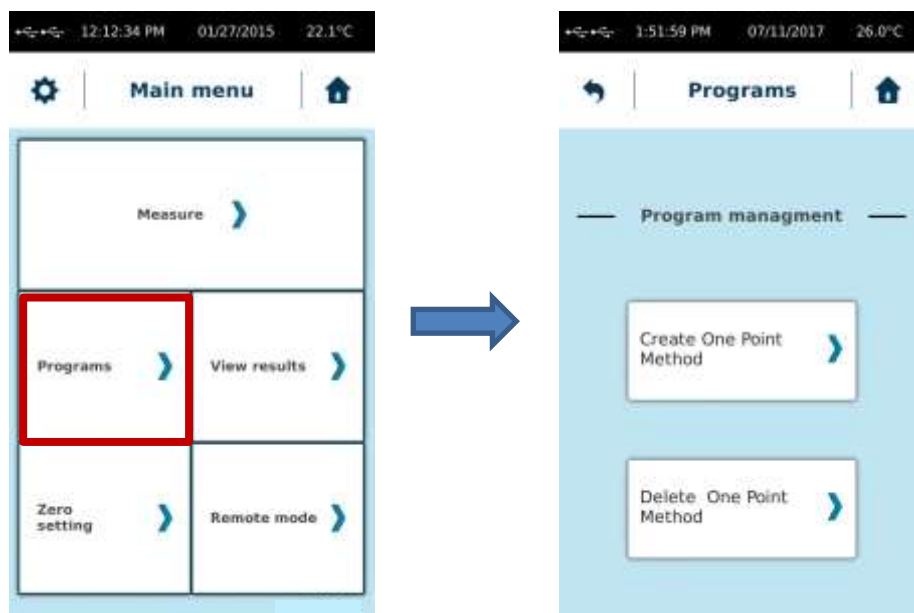 12:12:34 PM 01/27/2015 22.1°C
Main menu
Measure
Programs
View results
Zero
setting
Remote mode
1:51:59 PM 07/11/2017 26.0°C
Programs
Program managment
Create One Point
Method
Delete One Point
Method